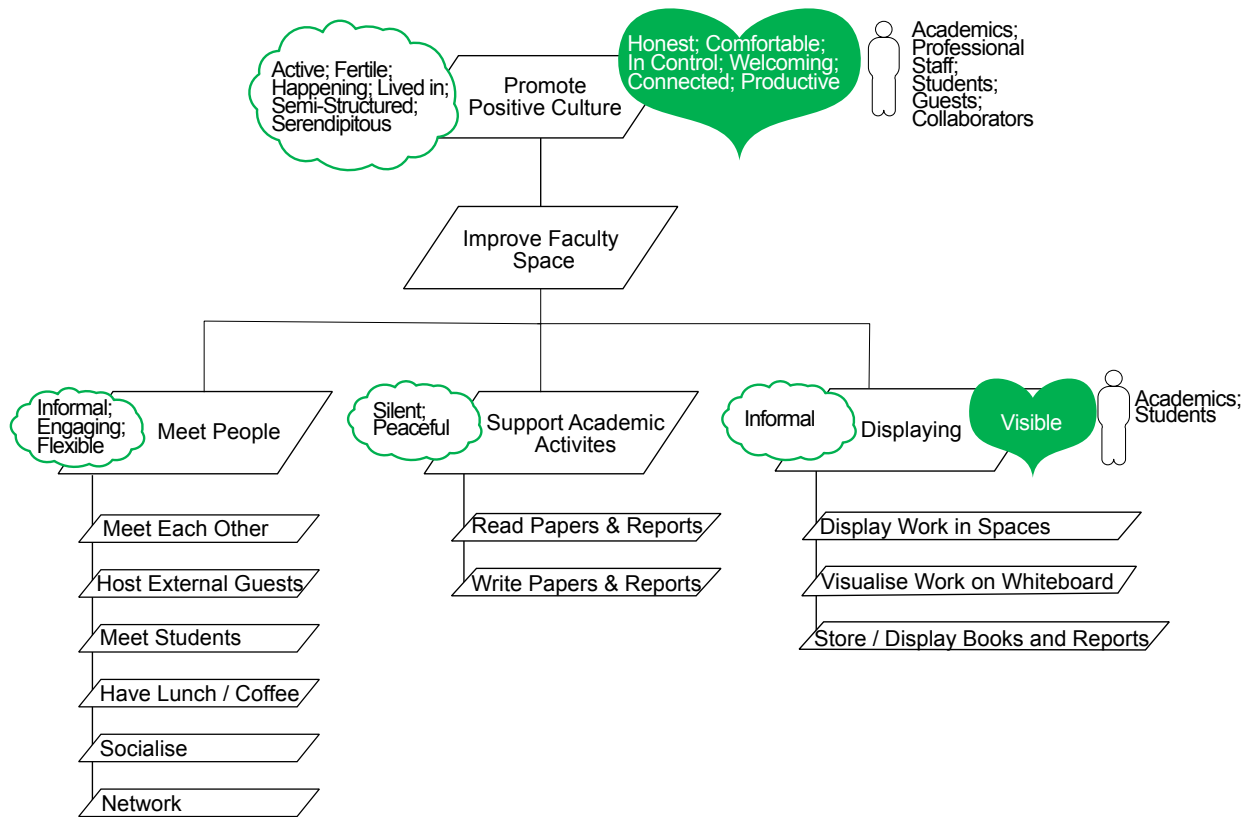 Active; Fertile;
Happening; Lived in;
Semi-Structured;
Serendipitous
Promote
Positive Culture
Honest; Comfortable;
In Control; Welcoming;
Connected; Productive
Academics;
Professional
Staff;
Students;
Guests;
Collaborators
Improve Faculty
Space
Informal;
Engaging;
Flexible
Meet People
Silent;
Peaceful
Support Academic
Activites
Informal
Displaying
Visible
Academics;
Students
Meet Each Other
Host External Guests
Meet Students
Have Lunch / Coffee
Socialise
Network
Read Papers & Reports
Write Papers & Reports
Display Work in Spaces
Visualise Work on Whiteboard
Store / Display Books and Reports